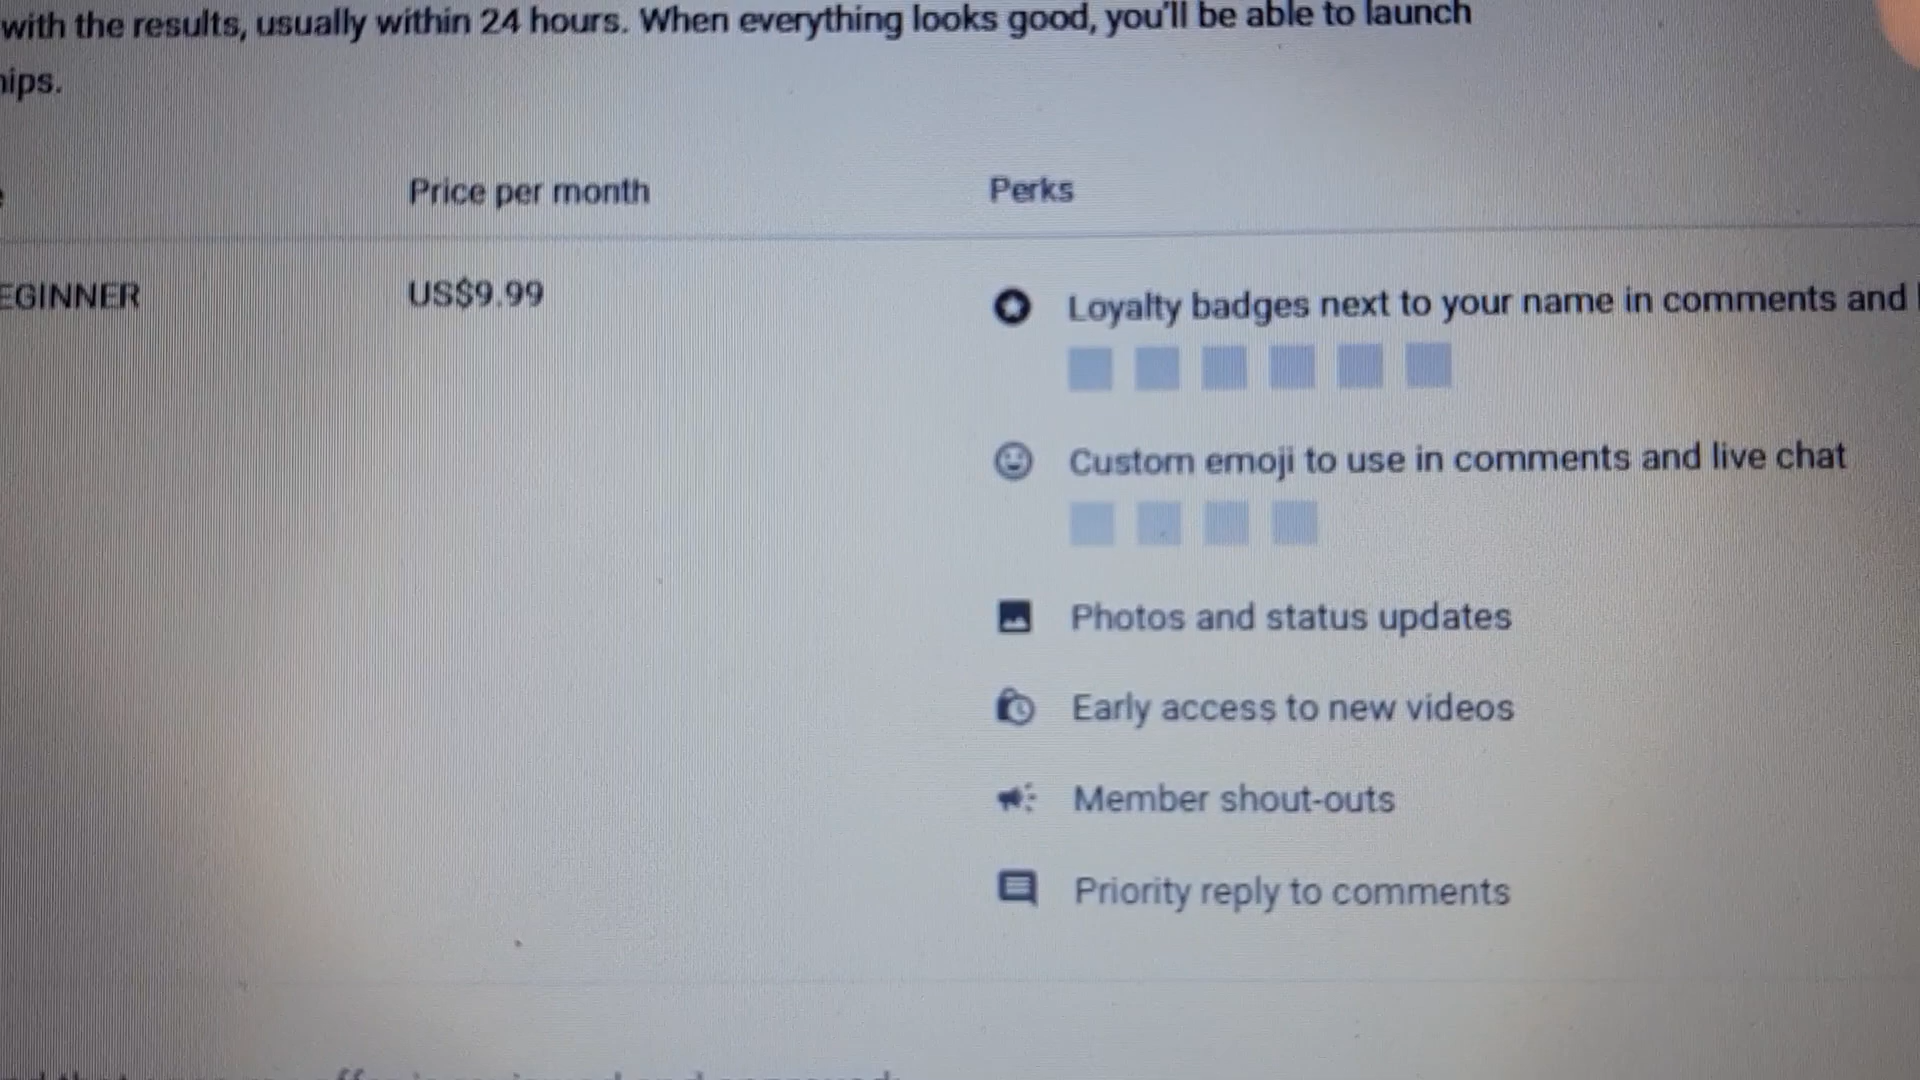 with the results, usually within 24 hours. When everything looks good, you'll be able to launch
ips.
Price per month
Perks
EGINNER
US$9.99
Loyalty badges next to your name in comments and
Custom emoji to use in comments and live chat
Photos and status updates
Early access to new videos
Member shout-outs
Priority reply to comments